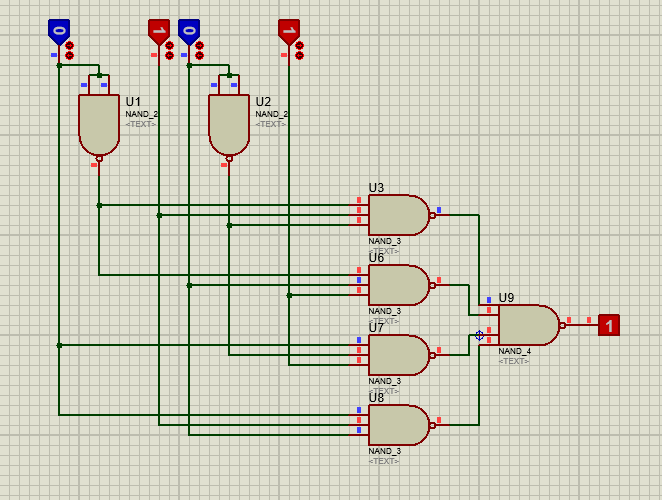 0 1 0 1
U1
NAND_2
<TEXT>
U2
NAND_2
<TEXT>
U3
NAND_3
<TEXT>
U6
NAND_3
<TEXT>
U7
NAND_3
<TEXT>
U8
NAND_3
<TEXT>
U9
NAND_4
<TEXT>
1